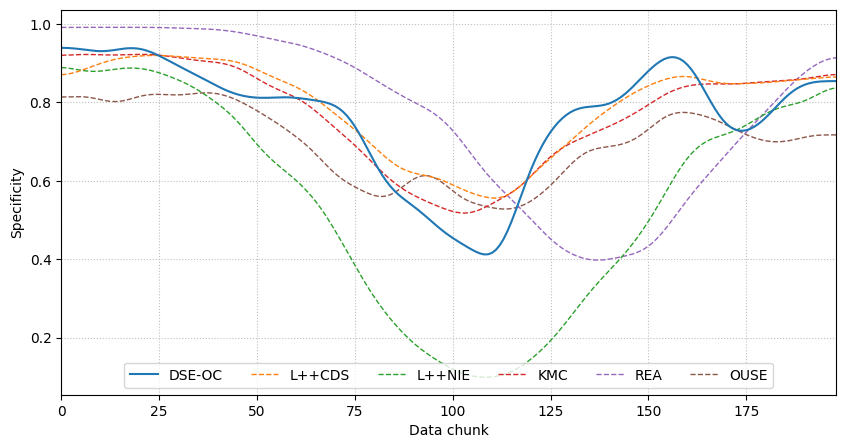 1.0
0.8
0.6
0.4
0.2
Specificity
DSE-OC L++CDS L++NIE KMC REA OUSE
0 25 50 75 100 125 150 175
Data chunk